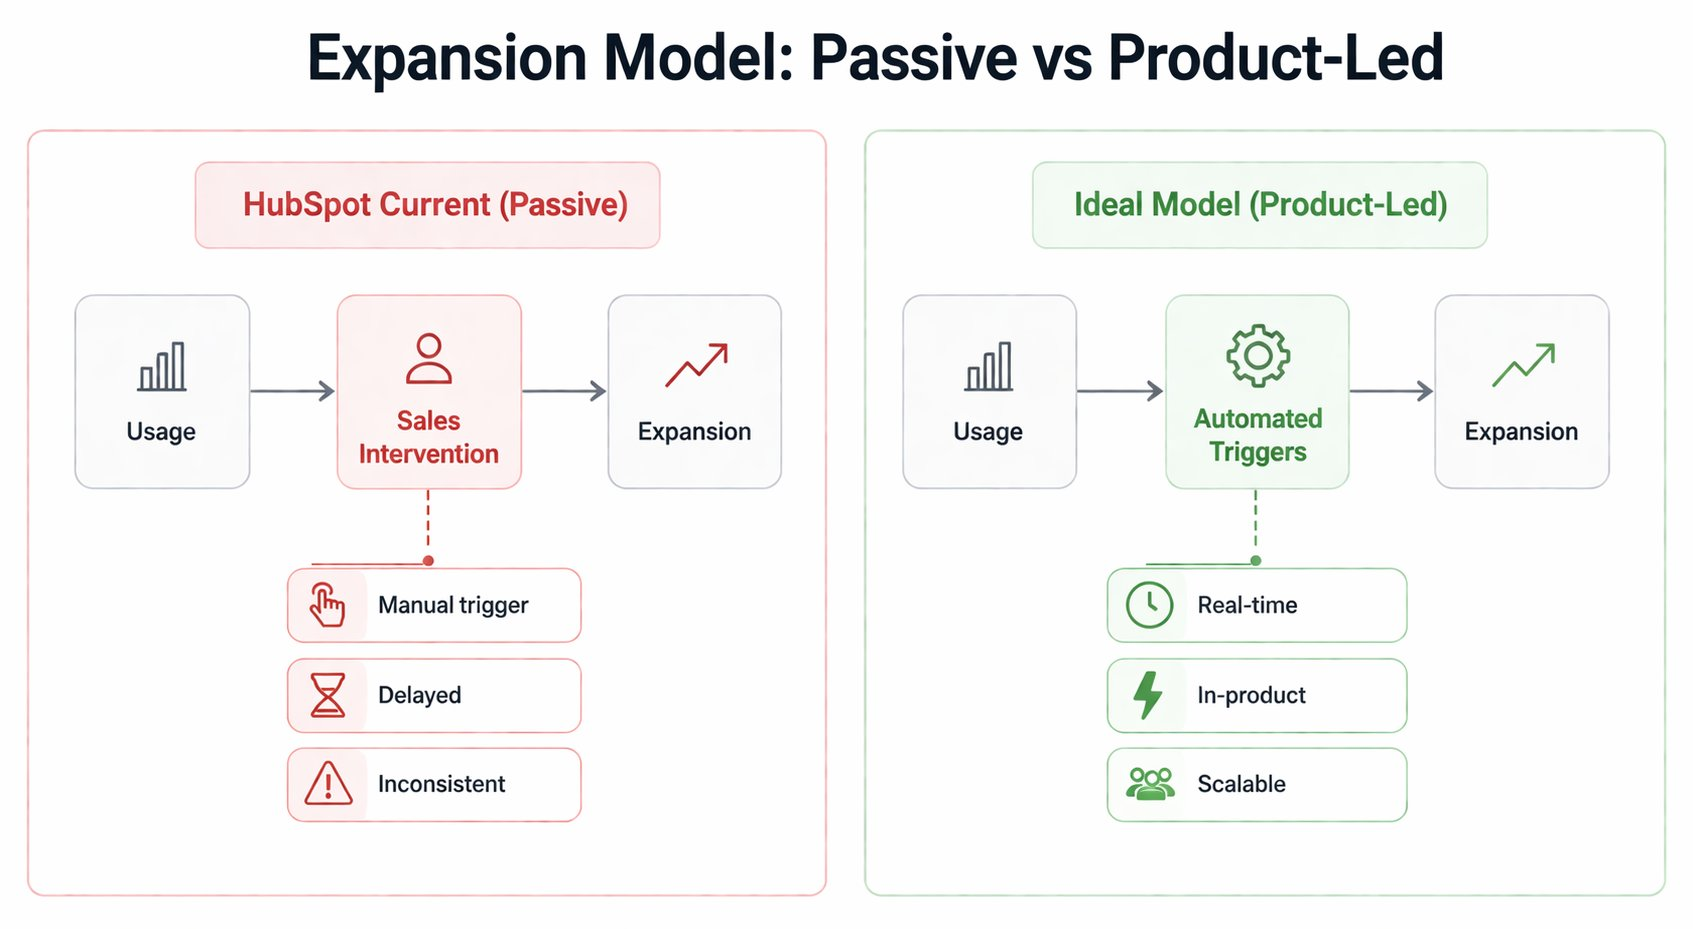 Expansion Model: Passive vs Product-Led
HubSpot Current (Passive)
Usage
Sales
Intervention
Expansion
Manual trigger
Delayed
Inconsistent
Ideal Model (Product-Led)
Usage
Automated
Triggers
Expansion
Real-time
In-product
Scalable